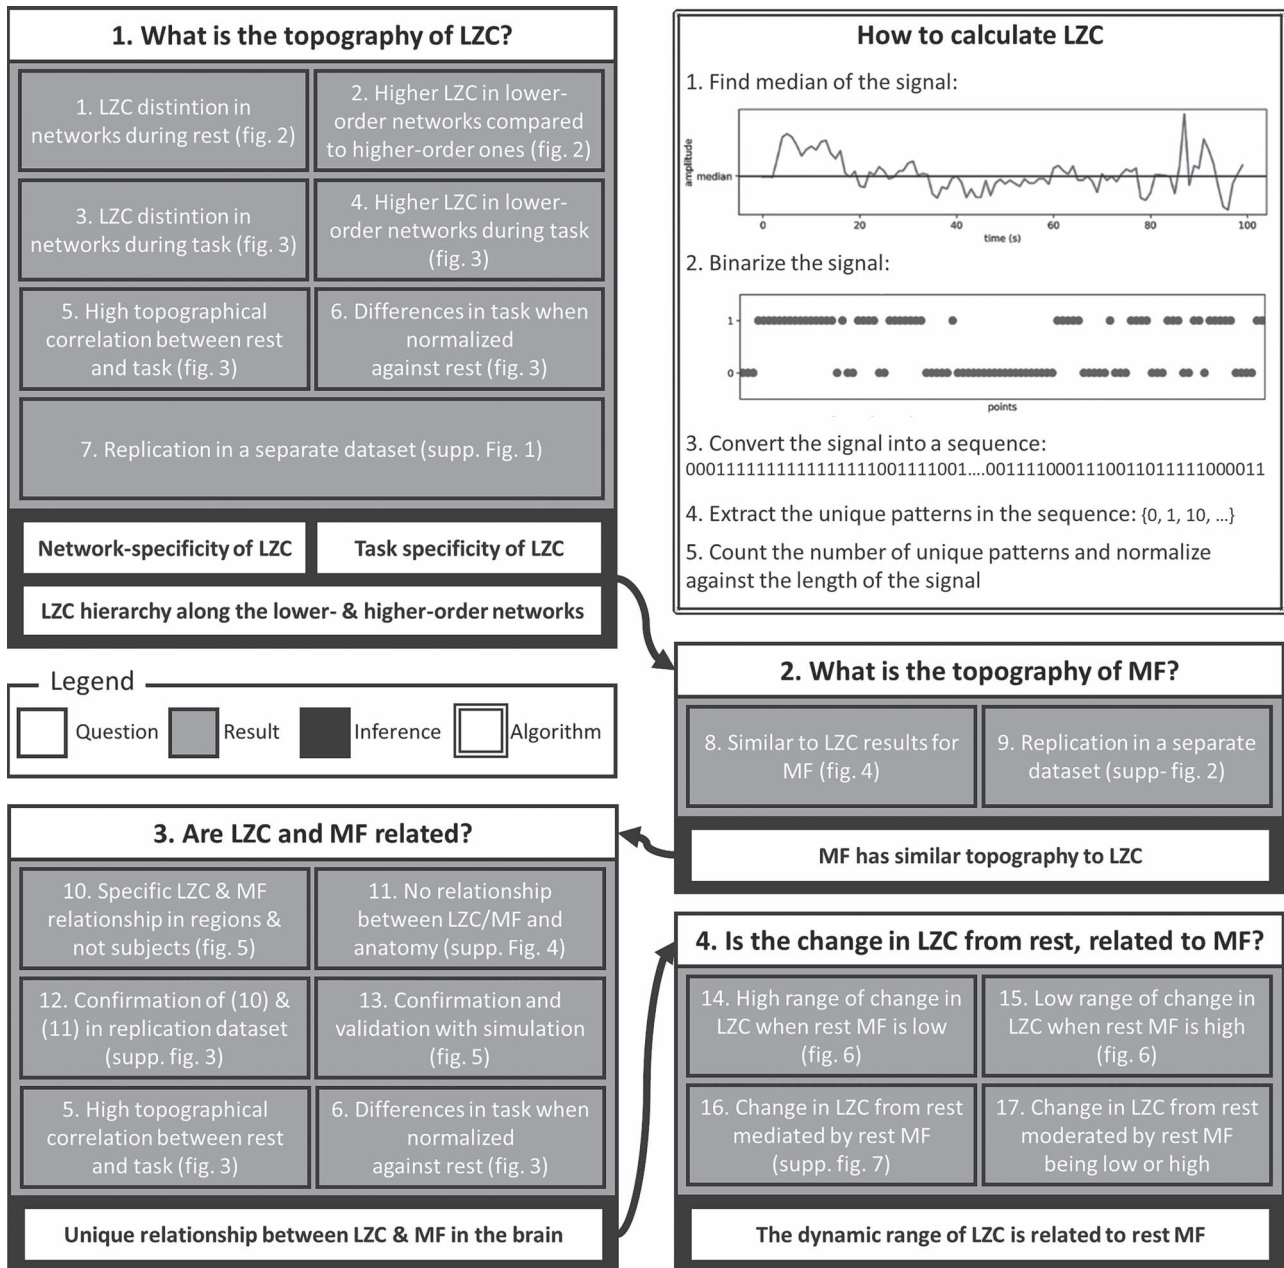 1. What is the topography of LZC?
1. LZC distintion in
networks during rest (fig. 2)
2. Higher LZC in lower-
order networks compared
to higher-order ones (fig. 2)
3. LZC distintion in
networks during task (fig. 3)
4. Higher LZC in lower-
order networks during task
(fig. 3)
5. High topographical
correlation between rest
and task (fig. 3)
6. Differences in task when
normalized
against rest (fig. 3)
7. Replication in a separate dataset (supp. Fig. 1)
Network-specificity of LZC
Task specificity of LZC
LZC hierarchy along the lower- & higher-order networks
How to calculate LZC
1. Find median of the signal:
amplitude
median
0 20 40 60 80 100
time (s)
2. Binarize the signal:
1
0
points
3. Convert the signal into a sequence:
0001111111111111111001111001....0011110001110011011111000011
4. Extract the unique patterns in the sequence: {0, 1, 10, ...}
5. Count the number of unique patterns and normalize
against the length of the signal
Legend
Question
Result
Inference
Algorithm
2. What is the topography of MF?
8. Similar to LZC results for
MF (fig. 4)
9. Replication in a separate
dataset (supp- fig. 2)
MF has similar topography to LZC
3. Are LZC and MF related?
10. Specific LZC & MF
relationship in regions &
not subjects (fig. 5)
11. No relationship
between LZC/MF and
anatomy (supp. Fig. 4)
12. Confirmation of (10) &
(11) in replication dataset
(supp. fig. 3)
13. Confirmation and
validation with simulation
(fig. 5)
5. High topographical
correlation between rest
and task (fig. 3)
6. Differences in task when
normalized
against rest (fig. 3)
Unique relationship between LZC & MF in the brain
4. Is the change in LZC from rest, related to MF?
14. High range of change in
LZC when rest MF is low
(fig. 6)
15. Low range of change in
LZC when rest MF is high
(fig. 6)
16. Change in LZC from rest
mediated by rest MF
(supp. fig. 7)
17. Change in LZC from rest
moderated by rest MF
being low or high
The dynamic range of LZC is related to rest MF